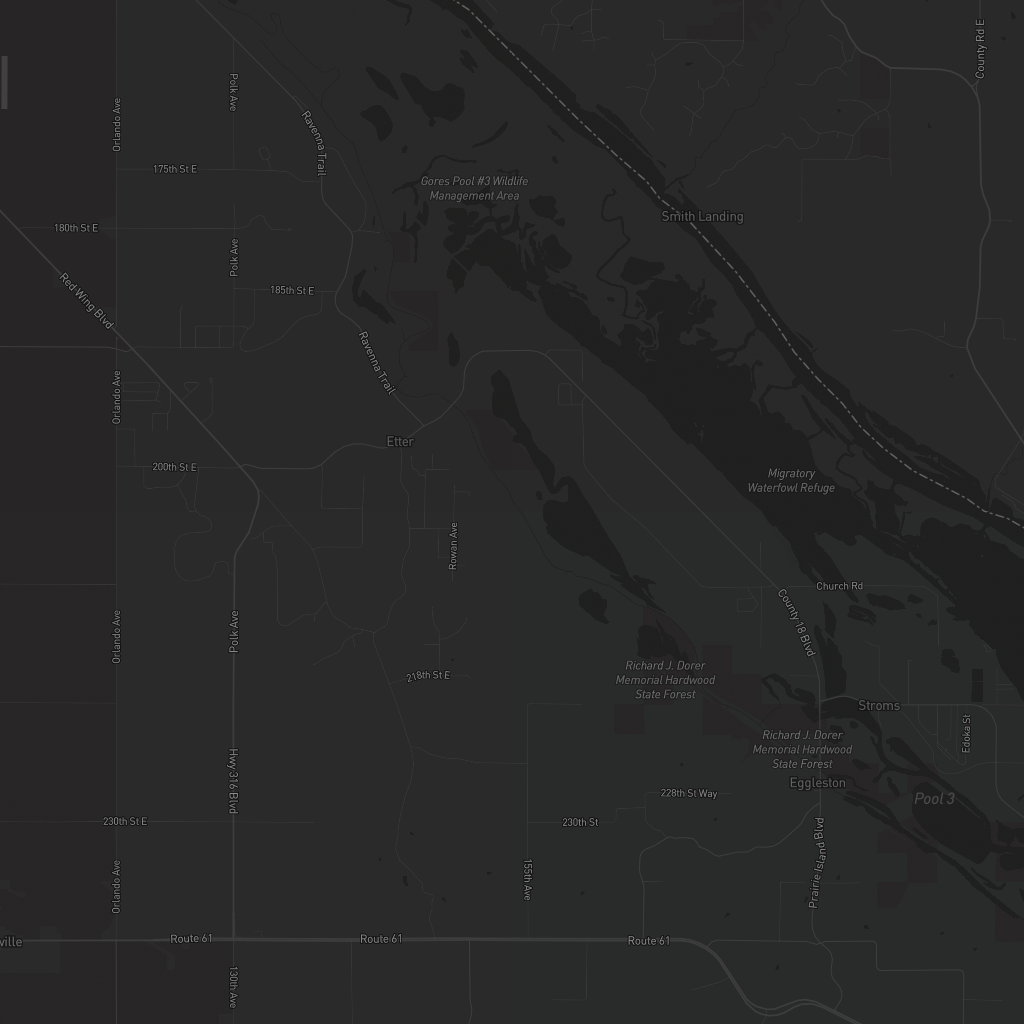 County Rd E
Polk Ave
Orlando Ave
Ravenna Trail
175th St E
Gores Pool #3 Wildlife
Management Area
Smith Landing
180th St E
Polk Ave
185th St E
Red Wing Blvd
Ravenna Trail
Orlando Ave
Etter
200th St E
Migratory
Waterfowl Refuge
Rowan Ave
Church Rd
County 18 Blvd
Orlando Ave
Polk Ave
218th St E
Richard J. Dorer
Memorial Hardwood
State Forest
Stroms
Edoka St
Richard J. Dorer
Memorial Hardwood
State Forest
Hwy 316 Blvd
Eggleston
228th St Way
Pool 3
230th St E
230th St
Prairie Island Blvd
155th Ave
Orlando Ave
ville
Route 61
Route 61
Route 61
130th Ave